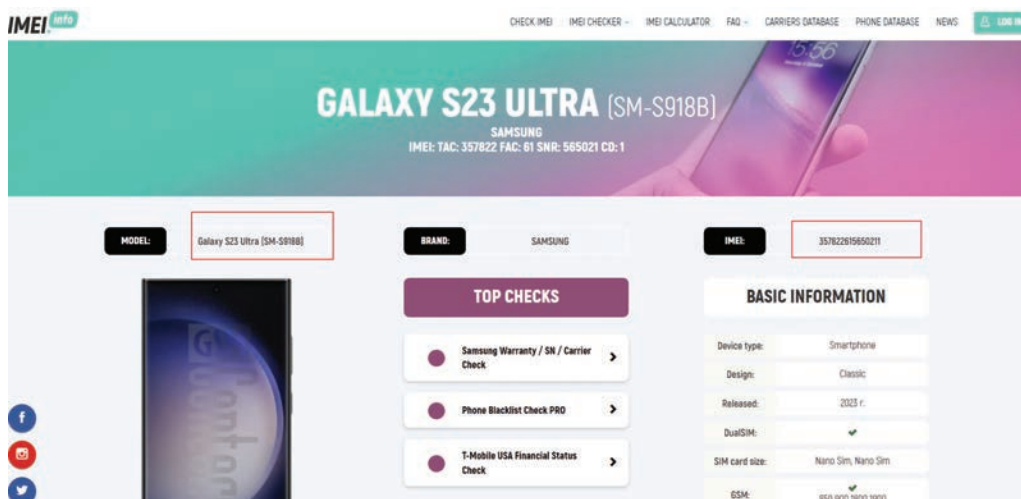 IMEI.info
CHECK IMEI IMEI CHECKER IMEI CALCULATOR FAQ CARRIERS DATABASE PHONE DATABASE NEWS LOG IN
15:56
GALAXY S23 ULTRA (SM-S918B)
SAMSUNG
IMEI: TAC: 357822 FAC: 61 SNR: 565021 CD: 1
MODEL: Galaxy S23 Ultra (SM-S918B)
BRAND: SAMSUNG
IMEI: 357822615650211
TOP CHECKS
Samsung Warranty / SN / Carrier
Check
Phone Blacklist Check PRO
T-Mobile USA Financial Status
Check
BASIC INFORMATION
Device type: Smartphone
Design: Classic
Released: 2023 r.
DualSIM:
SIM card size: Nano Sim, Nano Sim
GSM: